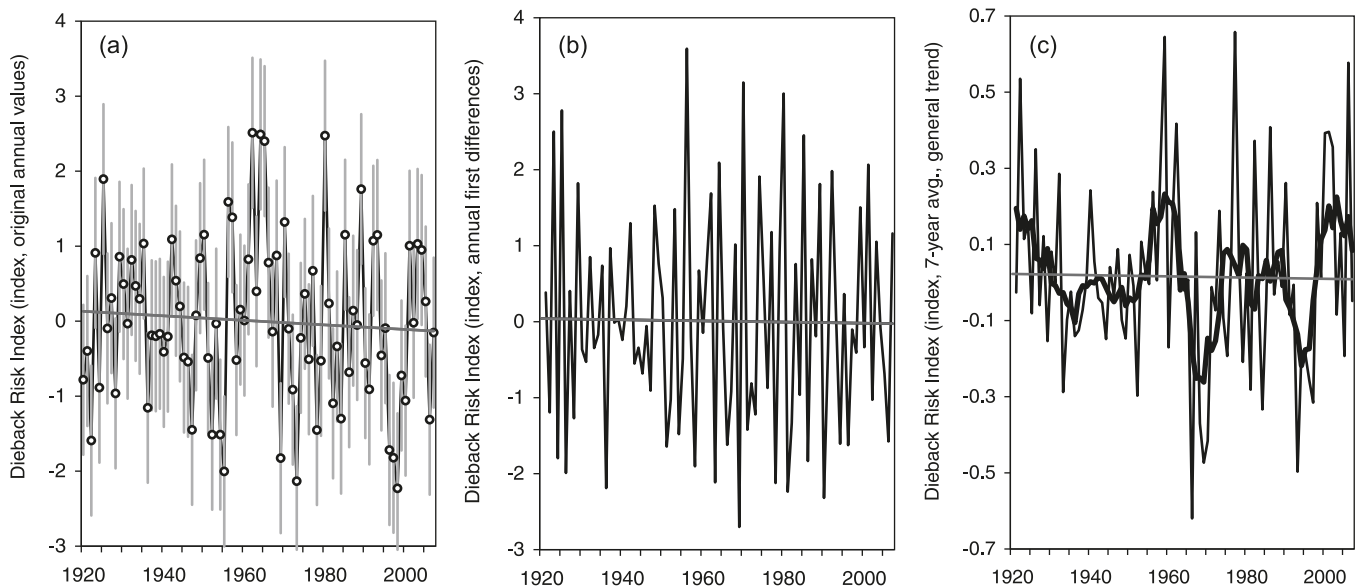 Dieback Risk Index (index, original annual values)
(a)
4
3
2
1
0
-1
-2
-3
1920 1940 1960 1980 2000
Dieback Risk Index (index, annual first differences)
(b)
4
3
2
1
0
-1
-2
-3
1920 1940 1960 1980 2000
Dieback Risk Index (index, 7-year avg., general trend)
(c)
0.7
0.5
0.3
0.1
-0.1
-0.3
-0.5
-0.7
1920 1940 1960 1980 2000